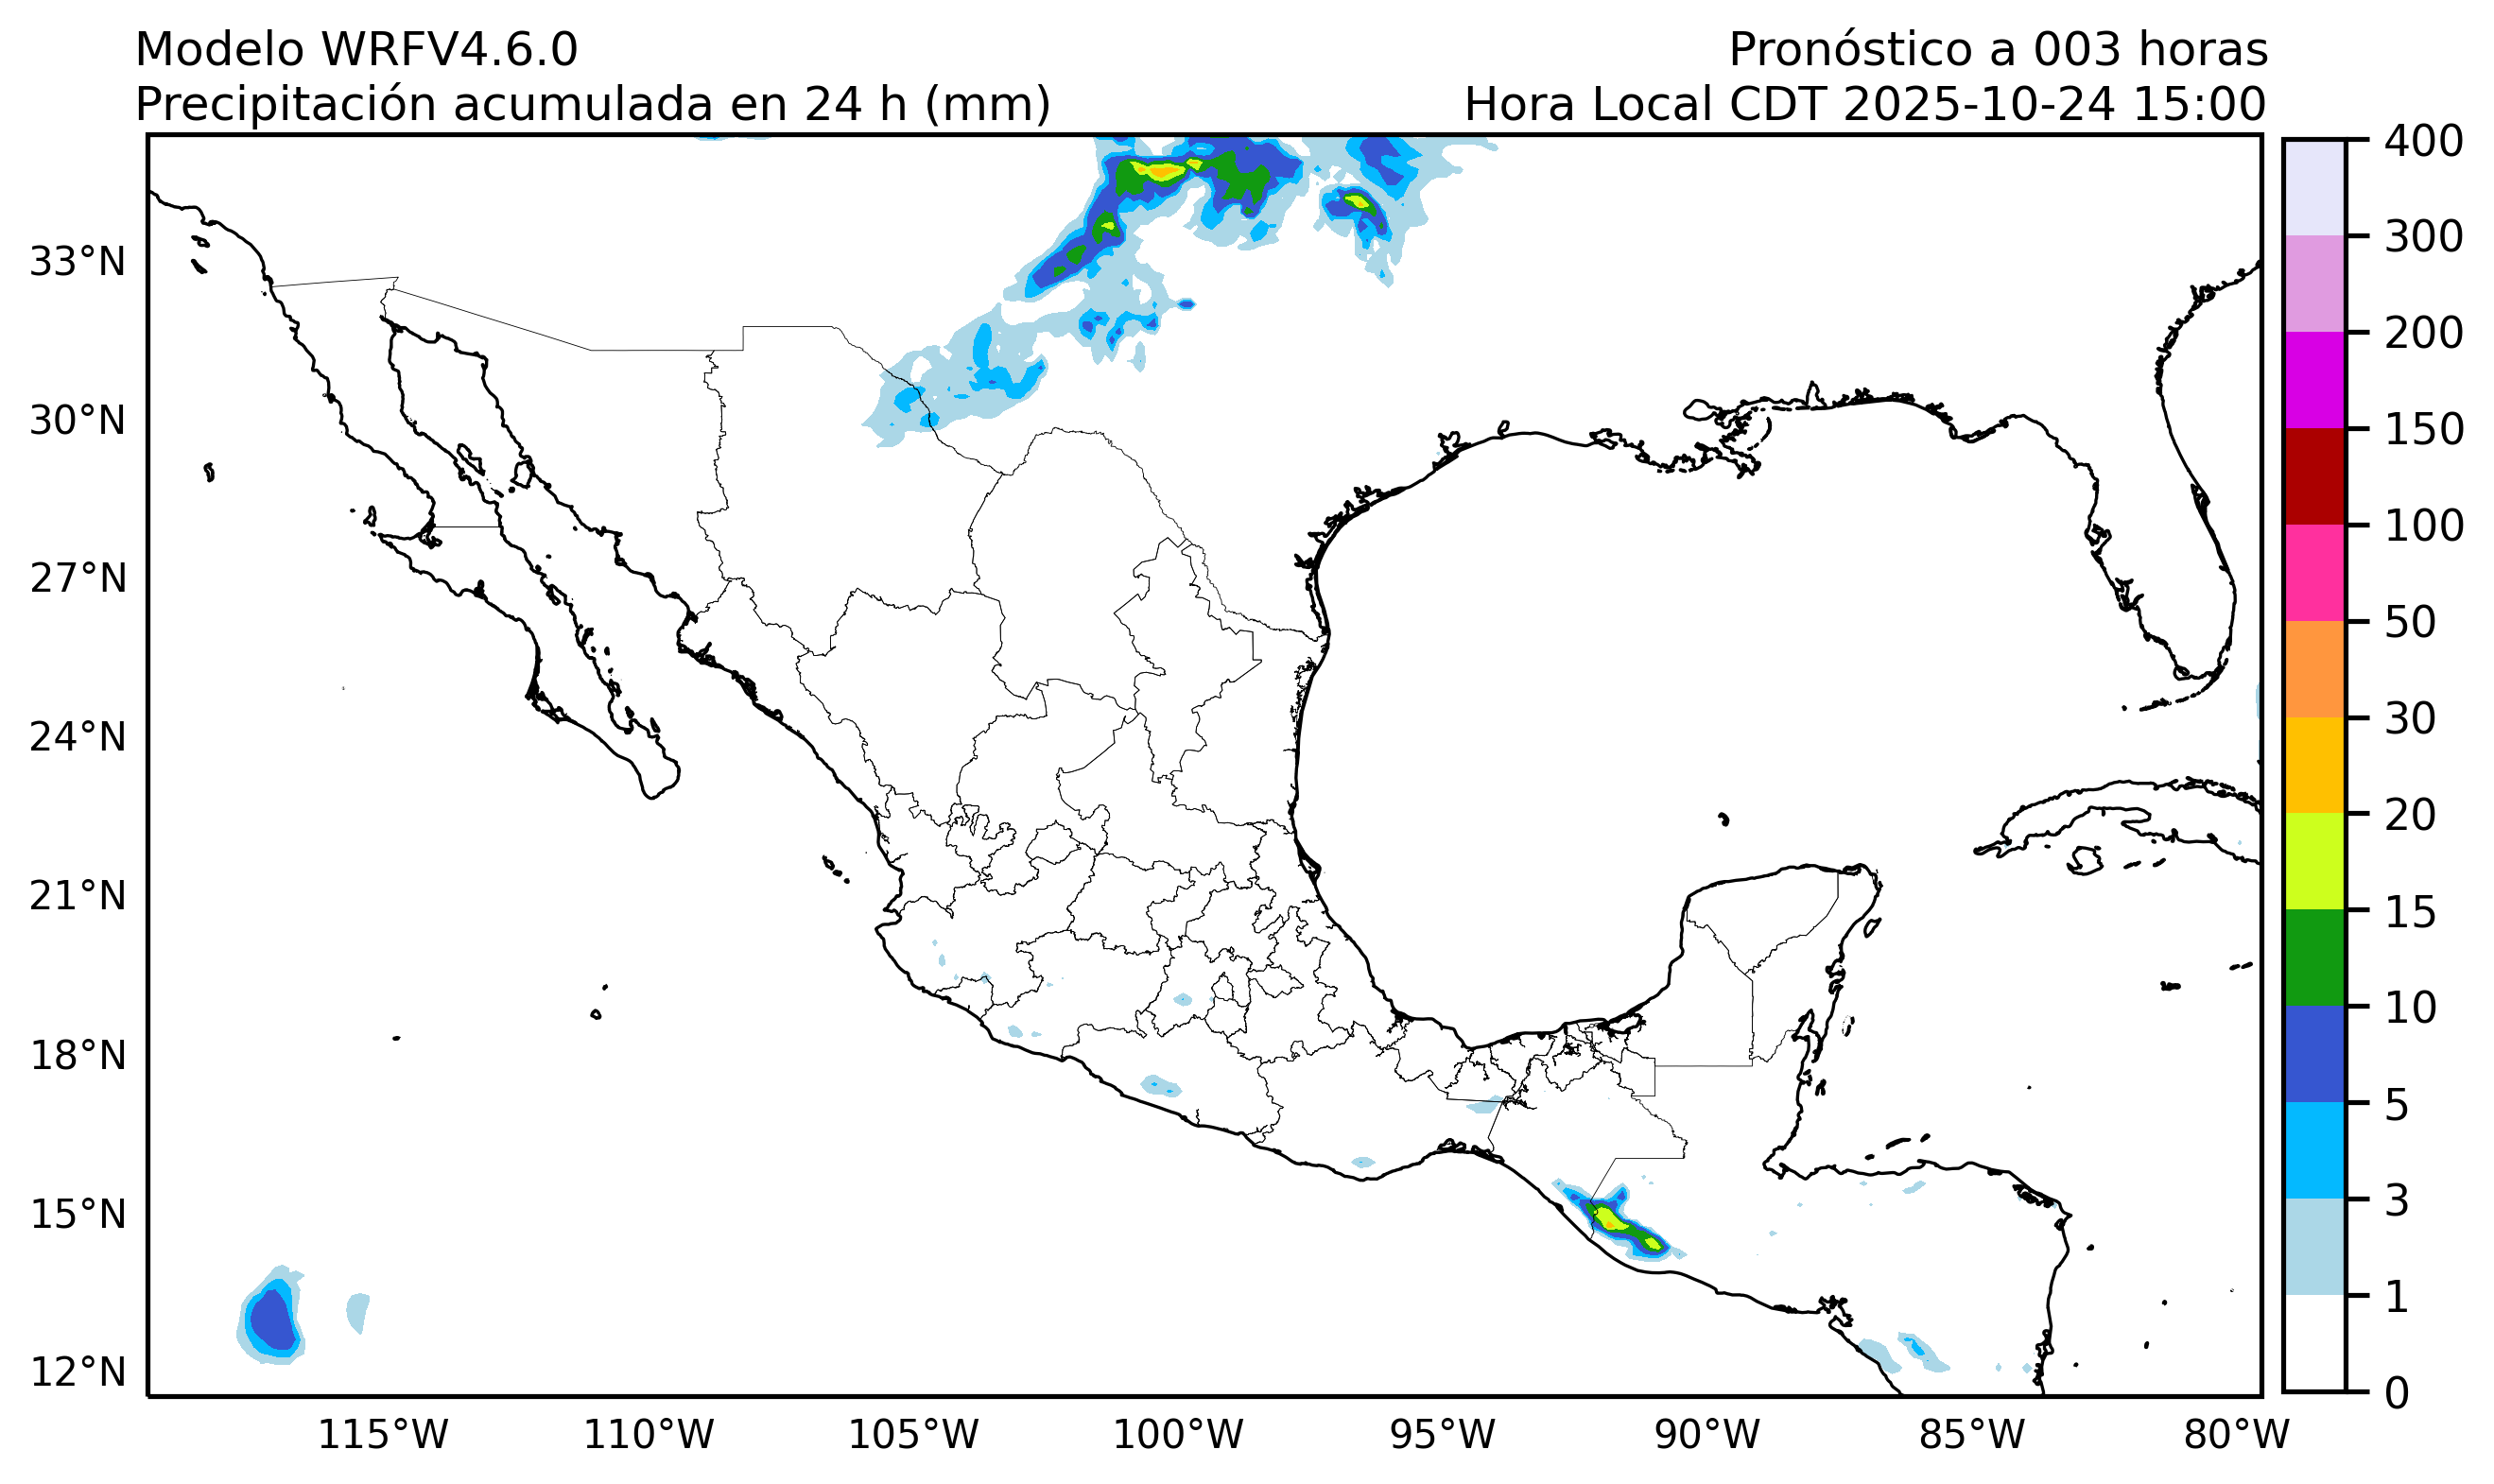 Modelo WRFV4.6.0
Pronóstico a 003 horas
Precipitación acumulada en 24 h (mm)
Hora Local CDT 2025-10-24 15:00
33°N
30°N
27°N
24°N
21°N
18°N
15°N
12°N
115°W
110°W
105°W
100°W
95°W
90°W
85°W
80°W
400
300
200
150
100
50
30
20
15
10
5
3
1
0